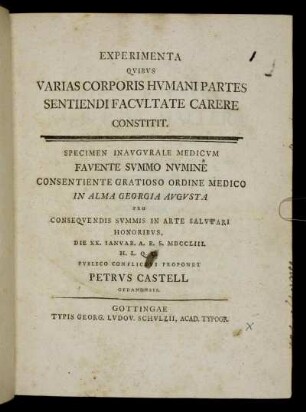 EXPERIMENTA
QVIBVS
VARIAS CORPORIS HVMANI PARTES
SENTIENDI FACVLTATE CARERE
CONSTITIT.
SPECIMEN INAVGVRALE MEDICVM
FAVENTE SVMMO NVMINE
CONSENTIENTE GRATIOSO ORDINE MEDICO
IN ALMA GEORGIA AVGVSTA
PRO
CONSEQVENDIS SVMMIS IN ARTE SALVTARI
HONORIBVS,
DIE XX. IANVAR. A. E. S. MDCCLIII.
H. L. Q.
PVBLICO CONFLICTVI PROPONET
PETRVS CASTELL
GOTTINGAE
TYPIS GEORG. LVDOV. SCHVLZII, ACAD. TYPOGR.